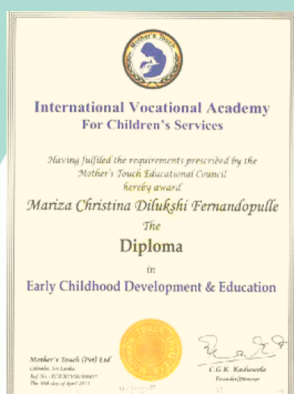 Mother's Touch
International Vocational Academy
For Children's Services
Having fulfiled the requirements prescribed by the
Mother's Touch Educational Council
hereby award
Mariza Christina Dilukshi Fernandopulle
The
Diploma
in
Early Childhood Development & Education
Mother's Touch (Pvt) Ltd
Colombo, Sri Lanka
C.G.K. Kaduwela
Founder/Director